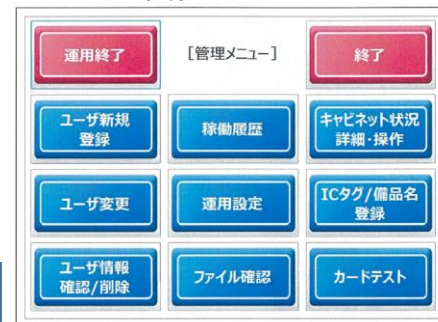 運用終了
[管理メニュー]
終了
ユーザ新規
登録
稼働履歴
キャビネット状況
詳細・操作
ユーザ変更
運用設定
ICタグ/備品名
登録
ユーザ情報
確認/削除
ファイル確認
カードテスト